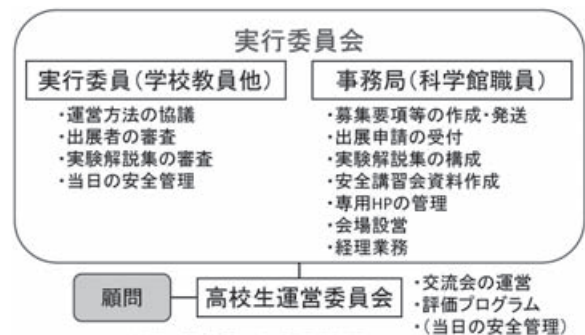 実行委員会
実行委員(学校教員他)
・運営方法の協議
・出展者の審査
・実験解説集の審査
・当日の安全管理
事務局(科学館職員)
・募集要項等の作成・発送
・出展申請の受付
・実験解説集の構成
・安全講習会資料作成
・専用HPの管理
・会場設営
・経理業務
顧問
高校生運営委員会
・交流会の運営
・評価プログラム
・(当日の安全管理)